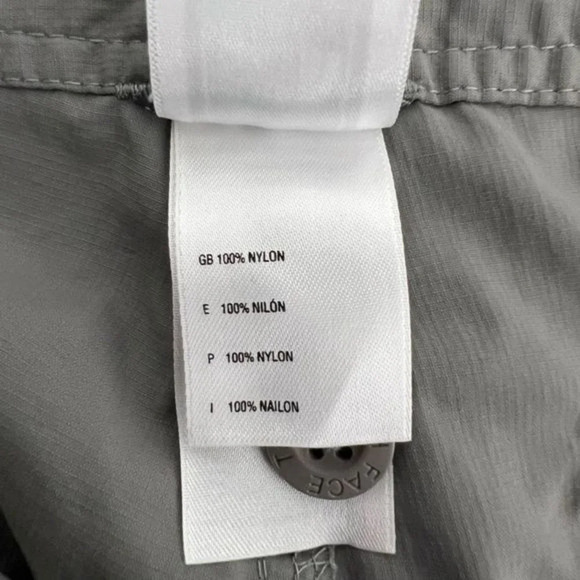 GB 100% NYLON
E 100% NILÓN
P 100% NYLON
I 100% NAILON
FACE T